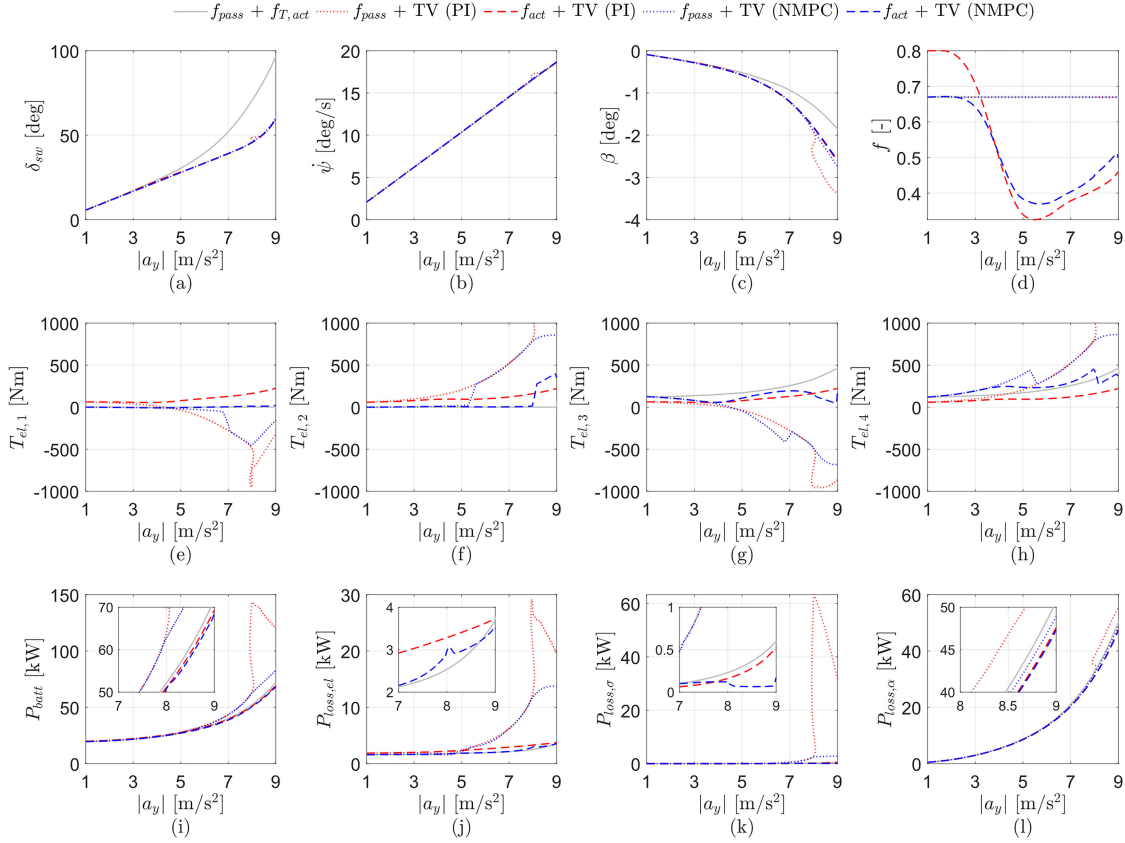 f_pass + f_T,act f_pass + TV (PI) f_act + TV (PI) f_pass + TV (NMPC) f_act + TV (NMPC)
100
50
0
δ_sw [deg]
1 3 5 7 9
|a_y| [m/s²]
(a)
20
15
10
5
0
ψ̇ [deg/s]
1 3 5 7 9
|a_y| [m/s²]
(b)
0
-1
-2
-3
-4
β [deg]
1 3 5 7 9
|a_y| [m/s²]
(c)
0.8
0.7
0.6
0.5
0.4
f [-]
1 3 5 7 9
|a_y| [m/s²]
(d)
1000
500
0
-500
-1000
T_el,1 [Nm]
1 3 5 7 9
|a_y| [m/s²]
(e)
1000
500
0
-500
-1000
T_el,2 [Nm]
1 3 5 7 9
|a_y| [m/s²]
(f)
1000
500
0
-500
-1000
T_el,3 [Nm]
1 3 5 7 9
|a_y| [m/s²]
(g)
1000
500
0
-500
-1000
T_el,4 [Nm]
1 3 5 7 9
|a_y| [m/s²]
(h)
150
100
50
0
P_batt [kW]
70
60
50
7 8 9
1 3 5 7 9
|a_y| [m/s²]
(i)
30
20
10
0
P_loss,el [kW]
4
3
2
7 8 9
1 3 5 7 9
|a_y| [m/s²]
(j)
60
40
20
0
P_loss,σ [kW]
1
0.5
0
7 8 9
1 3 5 7 9
|a_y| [m/s²]
(k)
60
40
20
0
P_loss,α [kW]
50
45
40
8 8.5 9
1 3 5 7 9
|a_y| [m/s²]
(l)